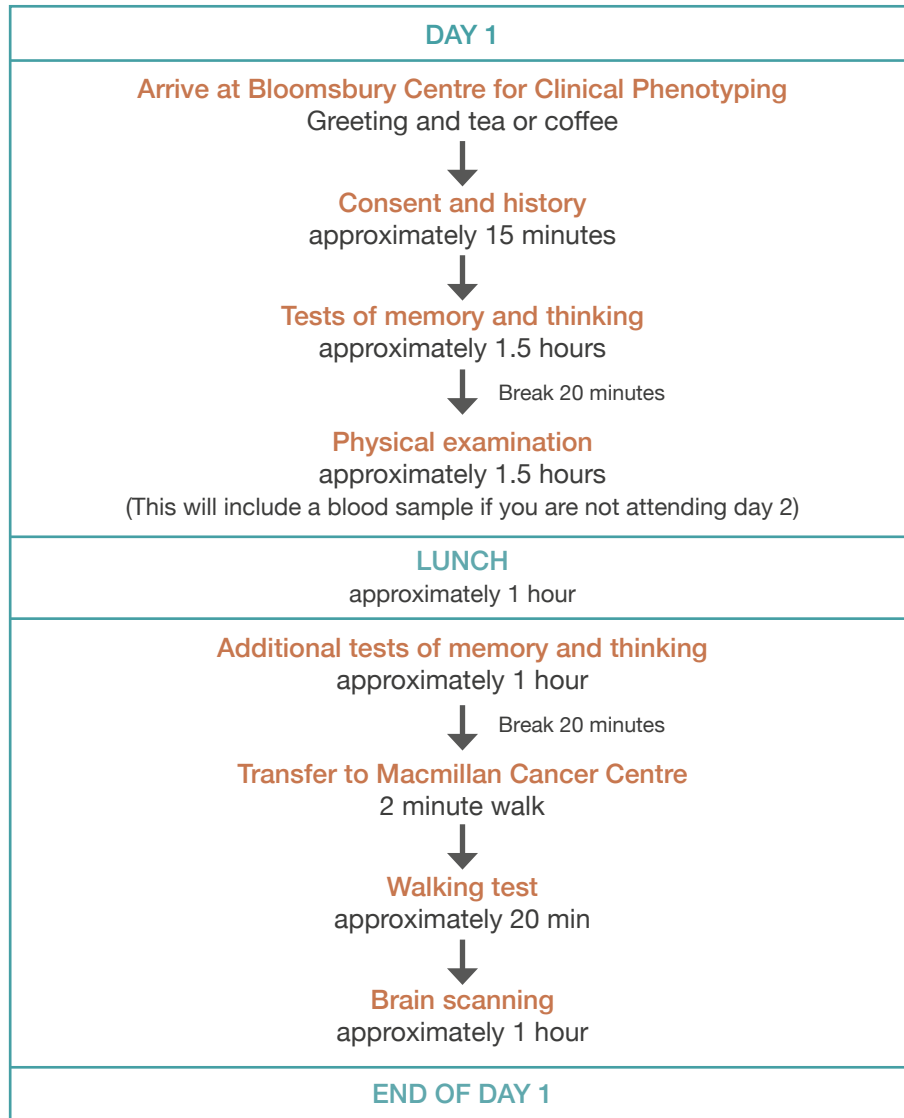 DAY 1
Arrive at Bloomsbury Centre for Clinical Phenotyping
Greeting and tea or coffee
Consent and history
approximately 15 minutes
Tests of memory and thinking
approximately 1.5 hours
Break 20 minutes
Physical examination
approximately 1.5 hours
(This will include a blood sample if you are not attending day 2)
LUNCH
approximately 1 hour
Additional tests of memory and thinking
approximately 1 hour
Break 20 minutes
Transfer to Macmillan Cancer Centre
2 minute walk
Walking test
approximately 20 min
Brain scanning
approximately 1 hour
END OF DAY 1